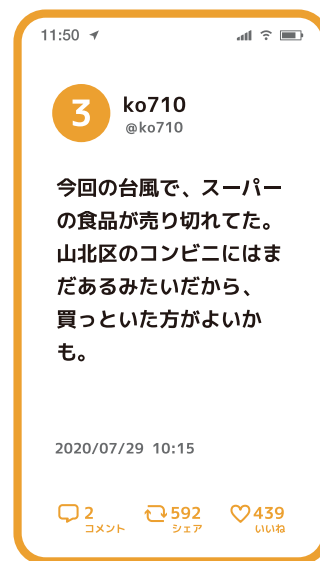 11:50
3
ko710
@ko710
今回の台風で、スーパー
の食品が売り切れてた。
山北区のコンビニにはま
だあるみたいだから、
買っといた方がよいか
も。
2020/07/29 10:15
2 592 439
コメント シェア いいね